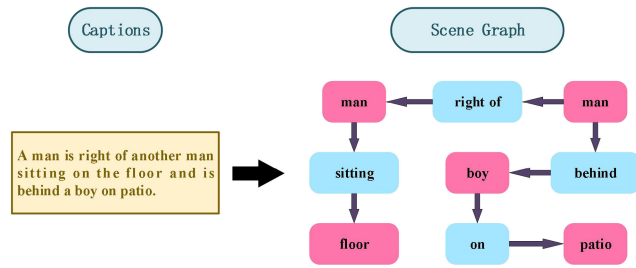 Captions
Scene Graph
man
right of
man
A man is right of another man
sitting on the floor and is
behind a boy on patio.
sitting
boy
behind
floor
on
patio